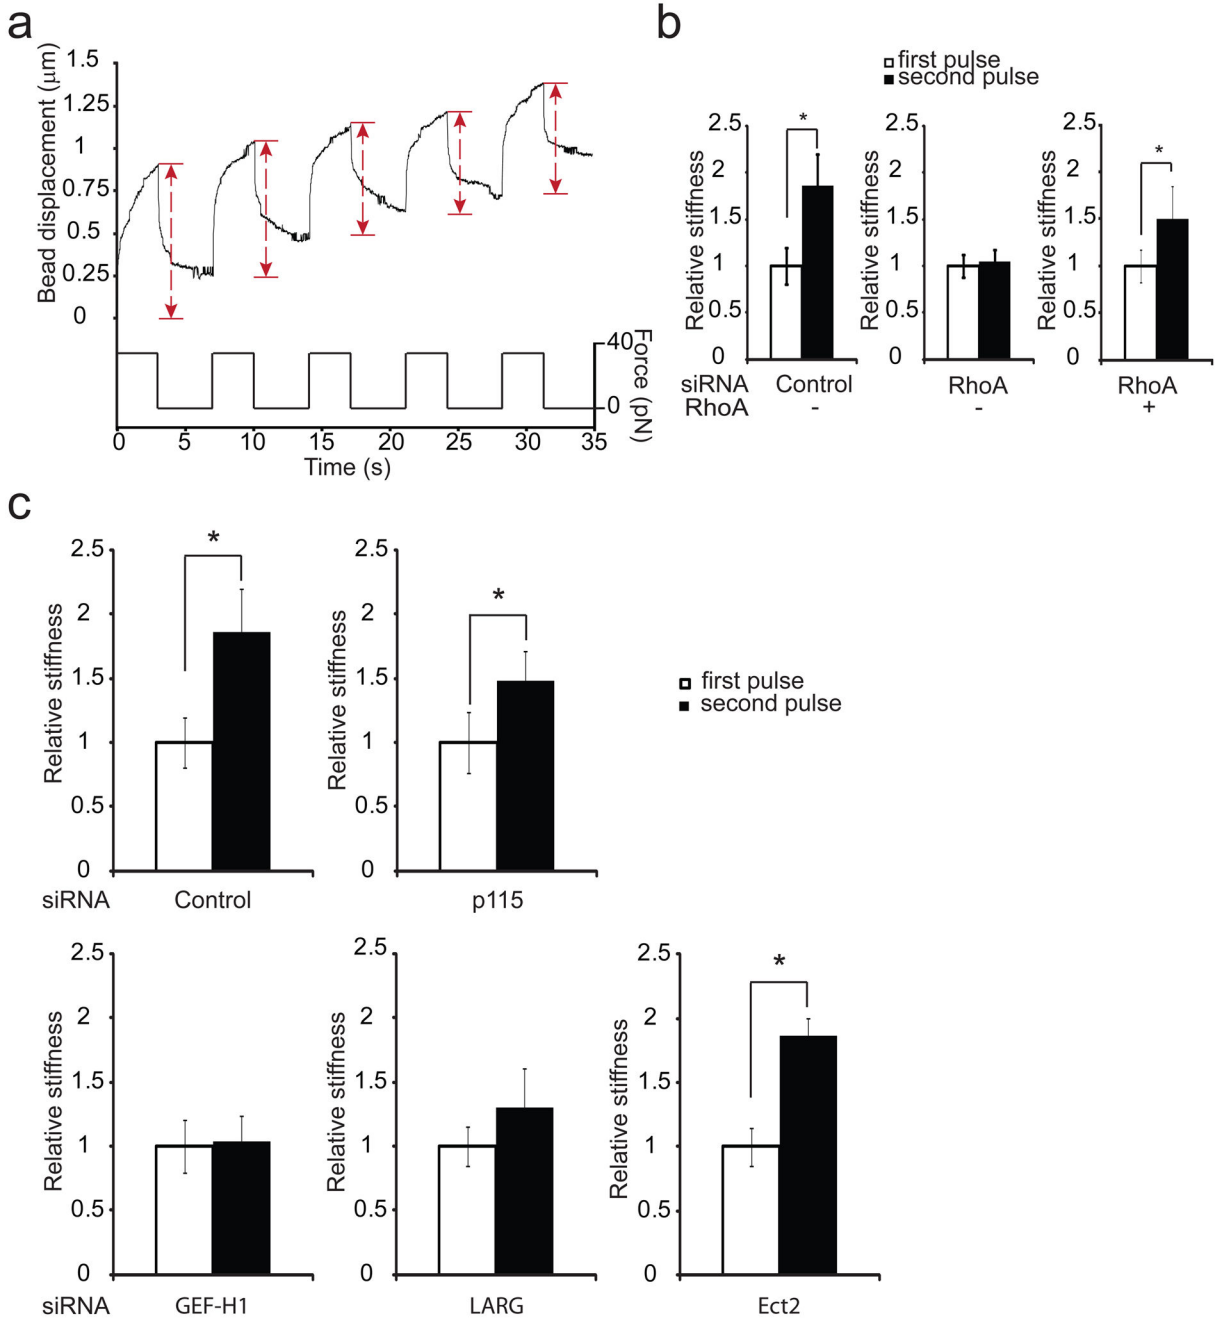 a
Bead displacement (μm)
1.5
1.25
1
0.75
0.5
0.25
0
40
0
Force (pN)
0 5 10 15 20 25 30 35
Time (s)
b
first pulse
second pulse
Relative stiffness
2.5
2
1.5
1
0.5
0
*
Relative stiffness
2.5
2
1.5
1
0.5
0
Relative stiffness
2.5
2
1.5
1
0.5
0
*
siRNA Control RhoA RhoA
RhoA - - +
c
Relative stiffness
2.5
2
1.5
1
0.5
0
*
Relative stiffness
2.5
2
1.5
1
0.5
0
*
first pulse
second pulse
siRNA Control p115
Relative stiffness
2.5
2
1.5
1
0.5
0
Relative stiffness
2.5
2
1.5
1
0.5
0
Relative stiffness
2.5
2
1.5
1
0.5
0
*
siRNA GEF-H1 LARG Ect2